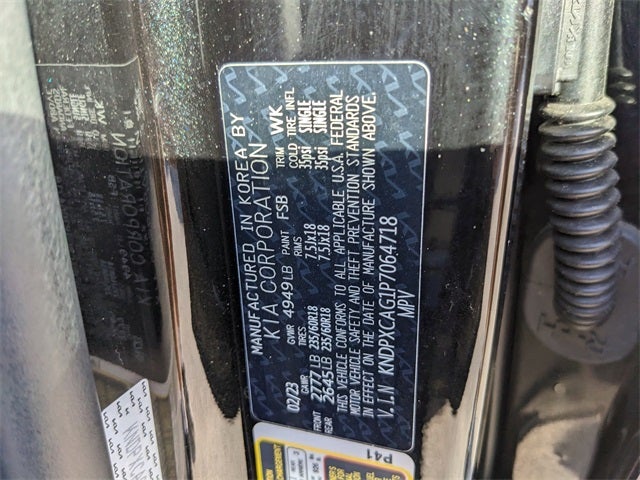 MANUFACTURED IN KOREA BY
KIA CORPORATION
02/23 GVWR 4949LB PAINT FSB TRIM WK
GAWR TIRES RIMS COLD TIRE INFL
FRONT 2777LB 235/60R18 7.5Jx18 35psi SINGLE
REAR 2645LB 235/60R18 7.5Jx18 35psi SINGLE
THIS VEHICLE CONFORMS TO ALL APPLICABLE U.S.A. FEDERAL
MOTOR VEHICLE SAFETY AND THEFT PREVENTION STANDARDS
IN EFFECT ON THE DATE OF MANUFACTURE SHOWN ABOVE.
V.I.N KNDPXCAG1P7064718
MPV
P41